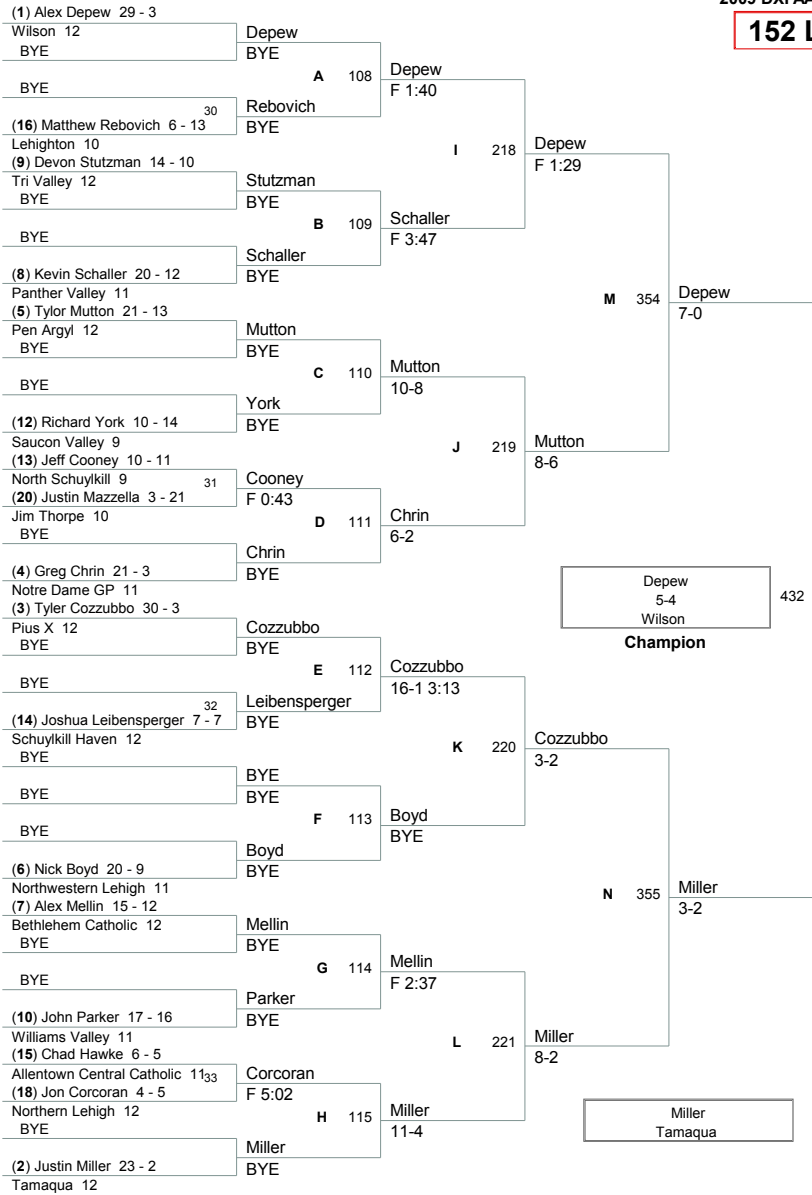 2009 DXI AA
152 L
(1) Alex Depew 29 - 3
Wilson 12
BYE
BYE
30
(16) Matthew Rebovich 6 - 13
Lehighton 10
(9) Devon Stutzman 14 - 10
Tri Valley 12
BYE
BYE
(8) Kevin Schaller 20 - 12
Panther Valley 11
(5) Tylor Mutton 21 - 13
Pen Argyl 12
BYE
BYE
(12) Richard York 10 - 14
Saucon Valley 9
(13) Jeff Cooney 10 - 11
North Schuylkill 9
31
(20) Justin Mazzella 3 - 21
Jim Thorpe 10
BYE
(4) Greg Chrin 21 - 3
Notre Dame GP 11
(3) Tyler Cozzubbo 30 - 3
Pius X 12
BYE
BYE
32
(14) Joshua Leibensperger 7 - 7
Schuylkill Haven 12
BYE
BYE
BYE
(6) Nick Boyd 20 - 9
Northwestern Lehigh 11
(7) Alex Mellin 15 - 12
Bethlehem Catholic 12
BYE
BYE
(10) John Parker 17 - 16
Williams Valley 11
(15) Chad Hawke 6 - 5
Allentown Central Catholic 11
33
(18) Jon Corcoran 4 - 5
Northern Lehigh 12
BYE
(2) Justin Miller 23 - 2
Tamaqua 12
Depew
BYE
A 108
Rebovich
BYE
Stutzman
BYE
B 109
Schaller
BYE
Mutton
BYE
C 110
York
BYE
Cooney
F 0:43
D 111
Chrin
BYE
Cozzubbo
BYE
E 112
Leibensperger
BYE
BYE
BYE
F 113
Boyd
BYE
Mellin
BYE
G 114
Parker
BYE
Corcoran
F 5:02
H 115
Miller
BYE
Depew
F 1:40
I 218
Schaller
F 3:47
Mutton
10-8
J 219
Chrin
6-2
Cozzubbo
16-1 3:13
K 220
Boyd
BYE
Mellin
F 2:37
L 221
Miller
11-4
Depew
F 1:29
M 354
Mutton
8-6
Cozzubbo
3-2
N 355
Miller
8-2
Depew
7-0
Miller
3-2
Depew
5-4
Wilson
432
Champion
Miller
Tamaqua